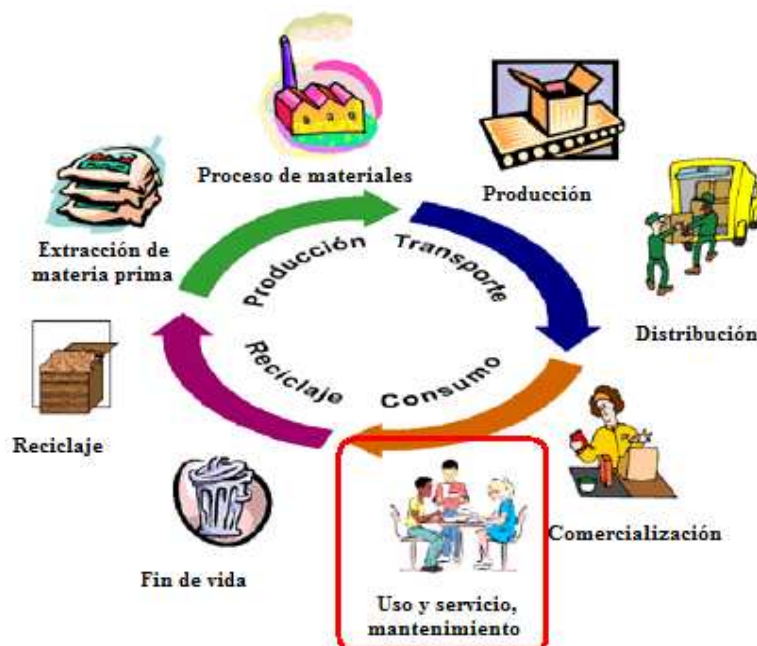 Proceso de materiales
Producción
Extracción de
materia prima
Producción
Transporte
Distribución
Reciclaje
Consumo
Reciclaje
Comercialización
Fin de vida
Uso y servicio,
mantenimiento